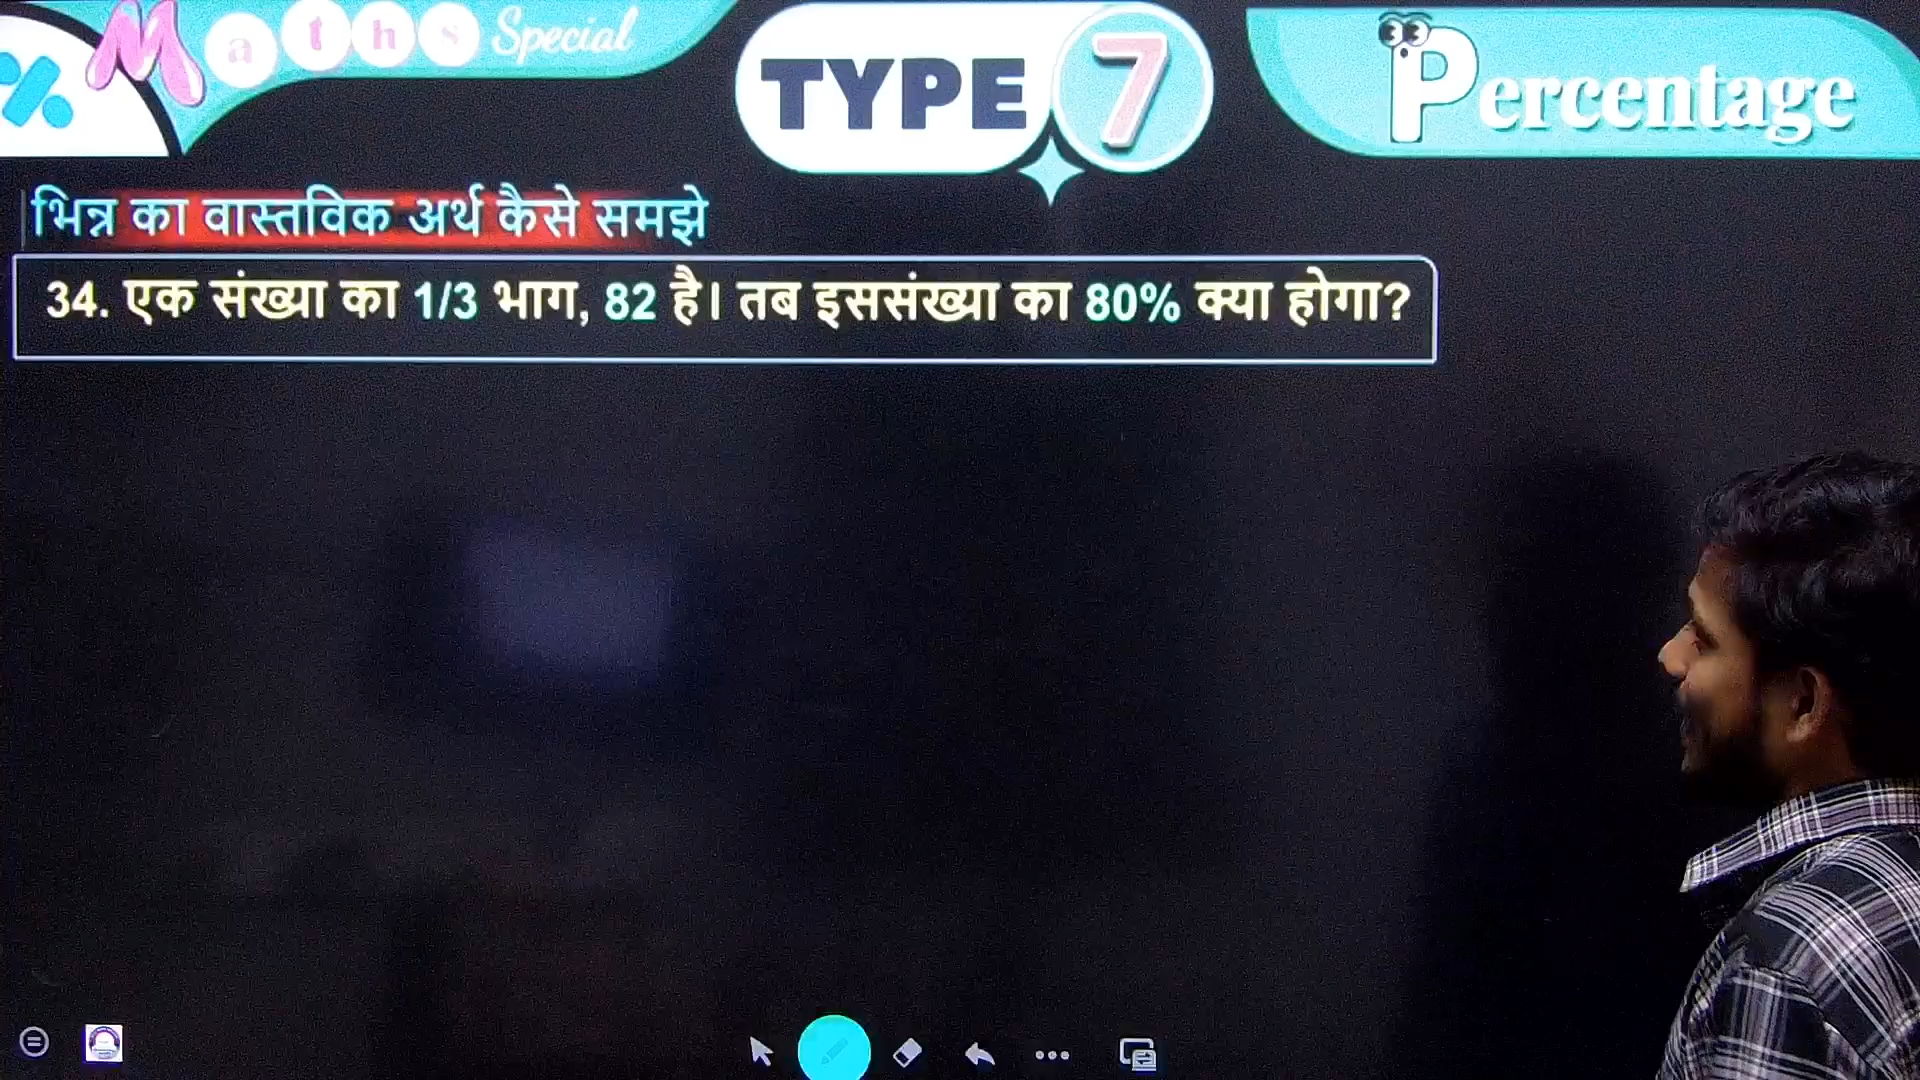 % Maths Special
TYPE 7
Percentage
भिन्न का वास्तविक अर्थ कैसे समझे
34. एक संख्या का 1/3 भाग, 82 है। तब इससंख्या का 80% क्या होगा?